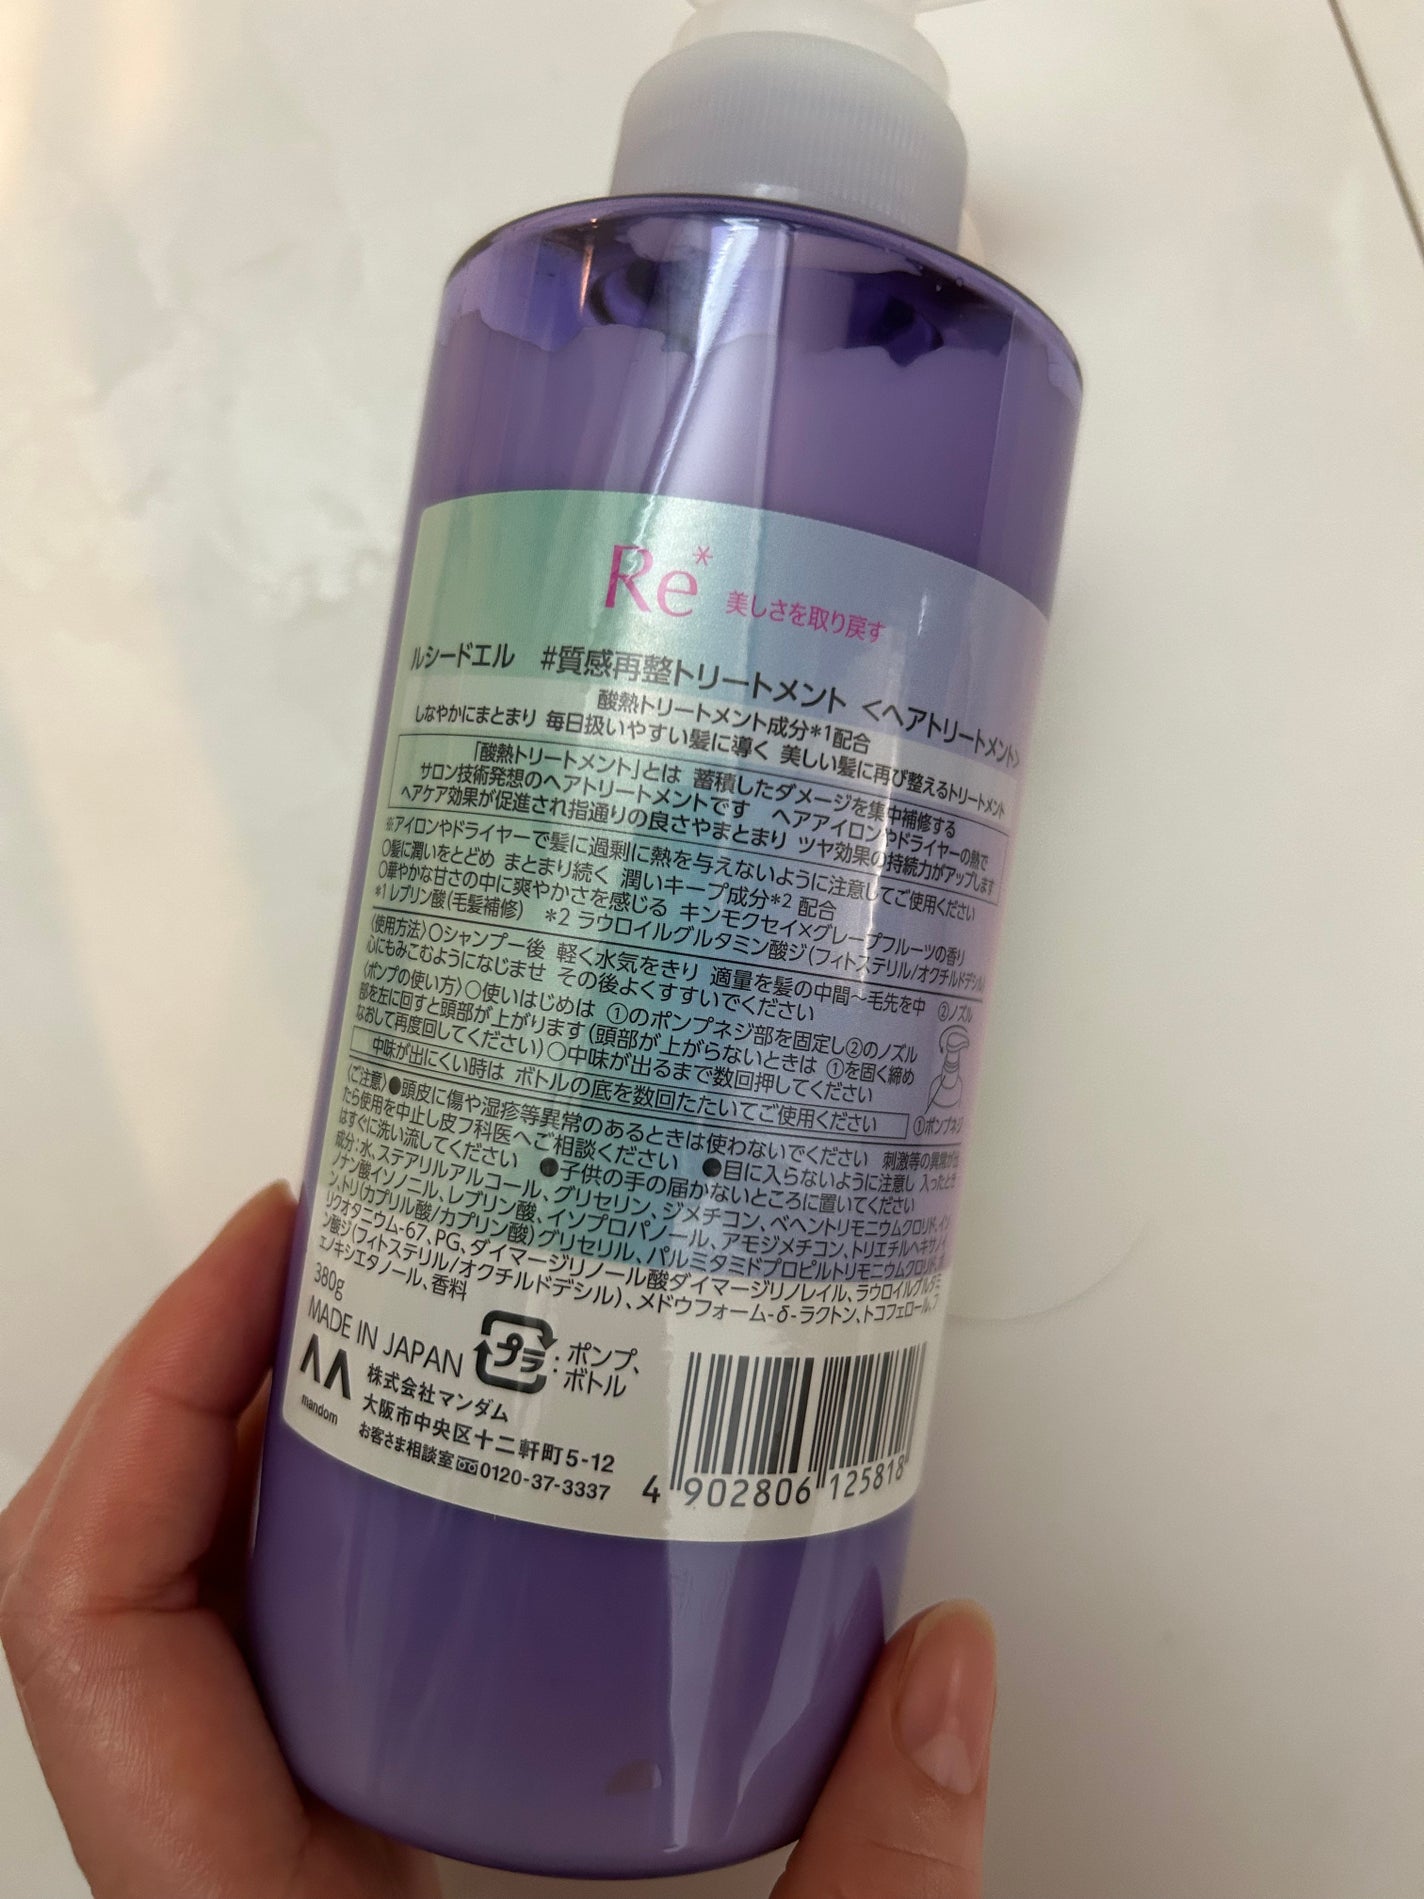 Re*
美しさを取り戻す
ルシードエル #質感再整トリートメント <ヘアトリートメント>
酸熱トリートメント成分*1配合
しなやかにまとまり 毎日扱いやすい髪に導く 美しい髪に再び整えるトリートメント
「酸熱トリートメント」とは 蓄積したダメージを集中補修する
サロン技術発想のヘアトリートメントです ヘアアイロンやドライヤーの熱で
ヘアケア効果が促進され指通りの良さやまとまり ツヤ効果の持続力がアップします
※アイロンやドライヤーで髪に過剰に熱を与えないように注意してご使用ください
○髪に潤いをとどめ まとまり続く 潤いキープ成分*2 配合
○華やかな甘さの中に爽やかさを感じる キンモクセイ×グレープフルーツの香り
*1 レブリン酸(毛髪補修) *2 ラウロイルグルタミン酸ジ(フィトステリル/オクチルドデシル)
〈使用方法〉○シャンプー後 軽く水気をきり 適量を髪の中間～毛先を中
心にもみこむようになじませ その後よくすすいでください
〈ポンプの使い方〉○使いはじめは ①のポンプネジ部を固定し②のノズル
部を左に回すと頭部が上がります(頭部が上がらないときは ①を固く締め
なおして再度回してください)○中味が出るまで数回押してください
中味が出にくい時は ボトルの底を数回たたいてご使用ください
②ノズル
①ポンプネジ
〈ご注意〉●頭皮に傷や湿疹等異常のあるときは使わないでください 刺激等の異常が出
たら使用を中止し皮フ科医へご相談ください ●目に入らないように注意し 入ったとき
はすぐに洗い流してください ●子供の手の届かないところに置いてください
成分:水、ステアリルアルコール、グリセリン、ジメチコン、ベヘントリモニウムクロリド、イソ
ノナン酸イソノニル、レブリン酸、イソプロパノール、アモジメチコン、トリエチルヘキサノイ
ン、トリ(カプリル酸/カプリン酸)グリセリル、パルミタミドプロピルトリモニウムクロリド、
リクオタニウム-67、PG、ダイマージリノール酸ダイマージリノレイル、ラウロイルグルタミ
ン酸ジ(フィトステリル/オクチルドデシル)、メドウフォーム-δ-ラクトン、トコフェロール、フ
ェノキシエタノール、香料
380g
MADE IN JAPAN
プラ
:ポンプ、
ボトル
mandom
株式会社マンダム
大阪市中央区十二軒町5-12
お客さま相談室 0120-37-3337
4 902806 125818